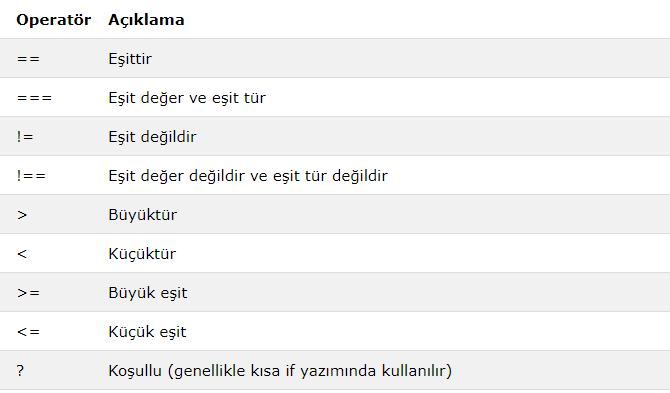 Operatör Açıklama
== Eşittir
=== Eşit değer ve eşit tür
!= Eşit değildir
!== Eşit değer değildir ve eşit tür değildir
> Büyüktür
< Küçüktür
>= Büyük eşit
<= Küçük eşit
? Koşullu (genellikle kısa if yazımında kullanılır)